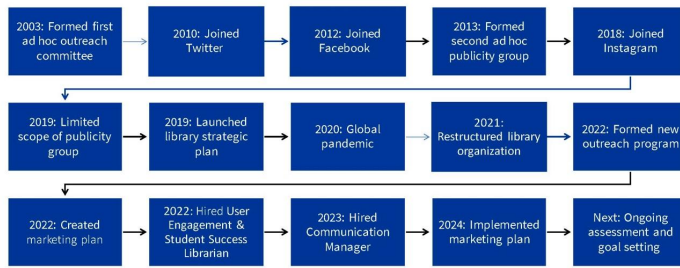 2003: Formed first
ad hoc outreach
committee
2010: Joined
Twitter
2012: Joined
Facebook
2013: Formed
second ad hoc
publicity group
2018: Joined
Instagram
2019: Limited
scope of publicity
group
2019: Launched
library strategic
plan
2020: Global
pandemic
2021:
Restructured library
organization
2022: Formed new
outreach program
2022: Created
marketing plan
2022: Hired User
Engagement &
Student Success
Librarian
2023: Hired
Communication
Manager
2024: Implemented
marketing plan
Next: Ongoing
assessment and
goal setting